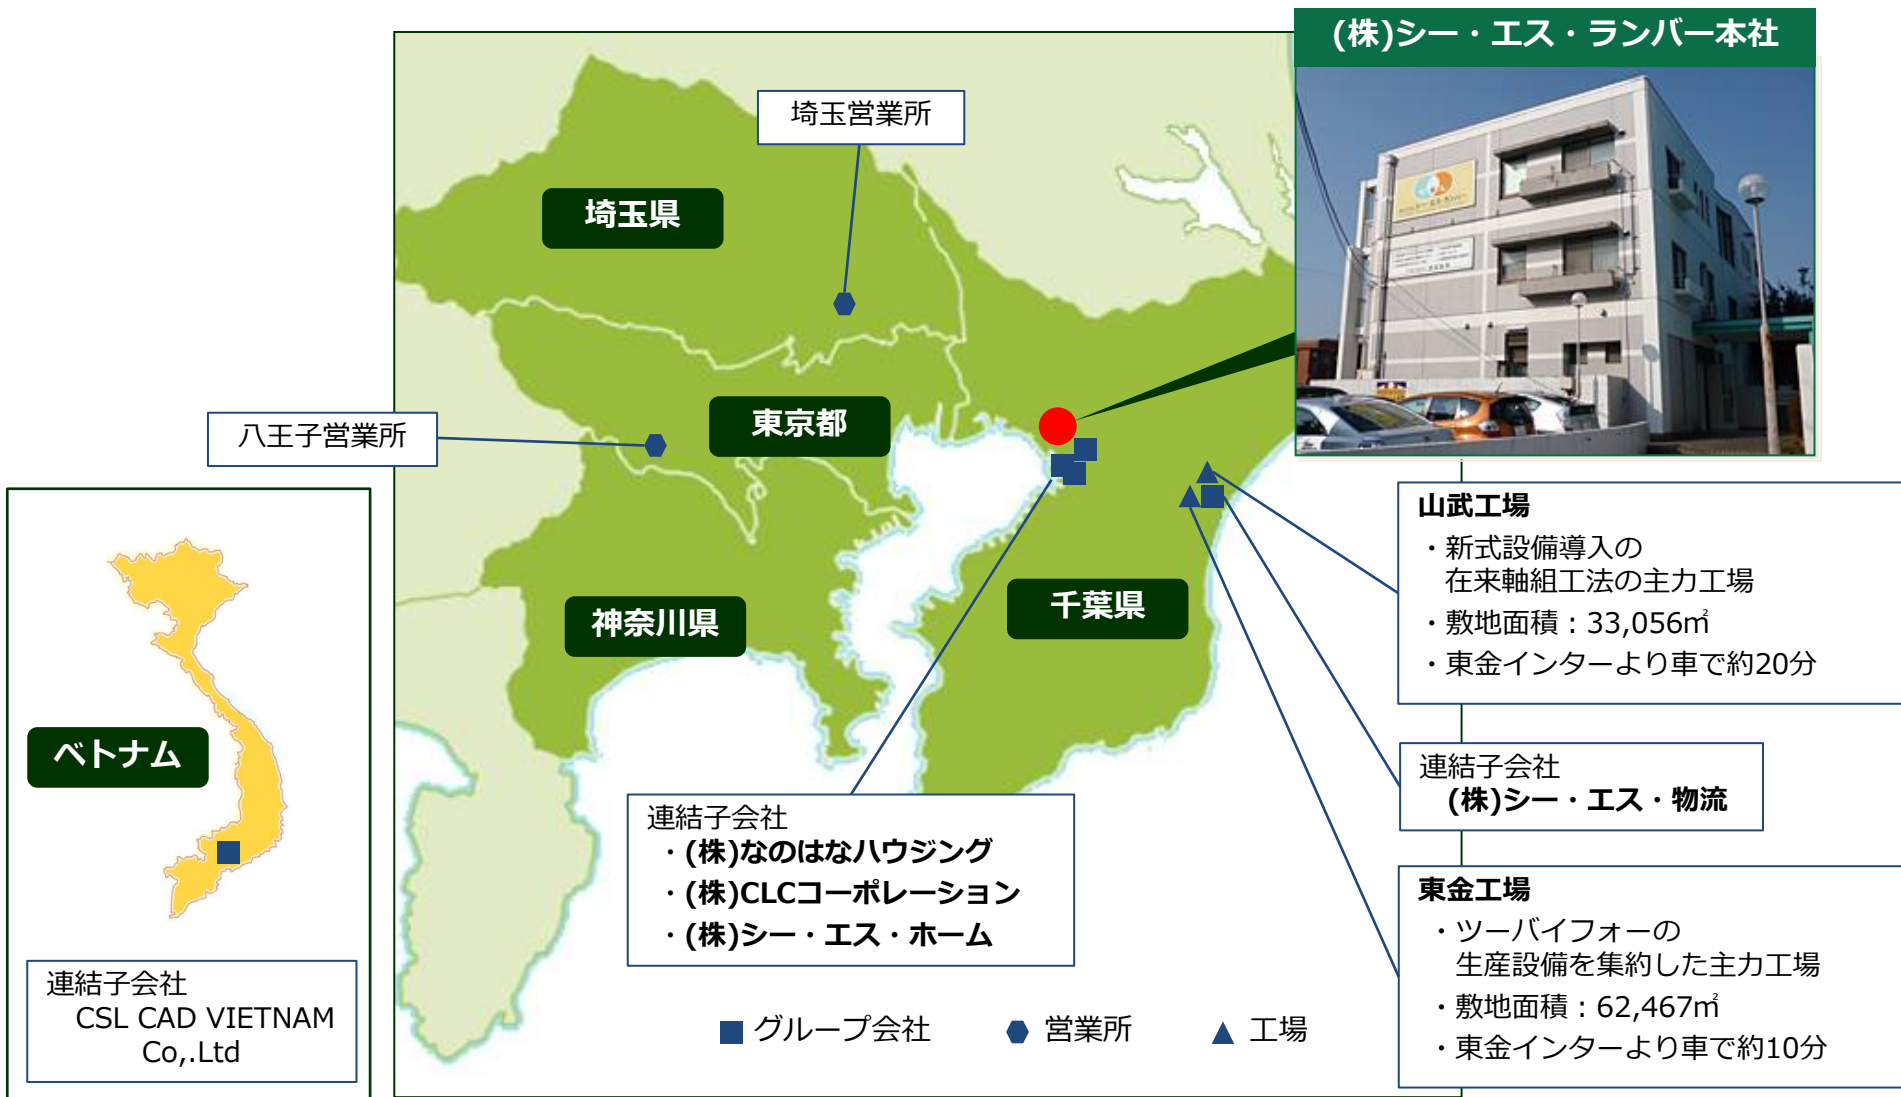 (株)シー・エス・ランバー本社
埼玉営業所
埼玉県
東京都
八王子営業所
神奈川県
千葉県
山武工場
・新式設備導入の
在来軸組工法の主力工場
・敷地面積：33,056㎡
・東金インターより車で約20分
連結子会社
(株)シー・エス・物流
東金工場
・ツーバイフォーの
生産設備を集約した主力工場
・敷地面積：62,467㎡
・東金インターより車で約10分
連結子会社
・(株)なのはなハウジング
・(株)CLCコーポレーション
・(株)シー・エス・ホーム
ベトナム
連結子会社
CSL CAD VIETNAM
Co,.Ltd
グループ会社
営業所
工場